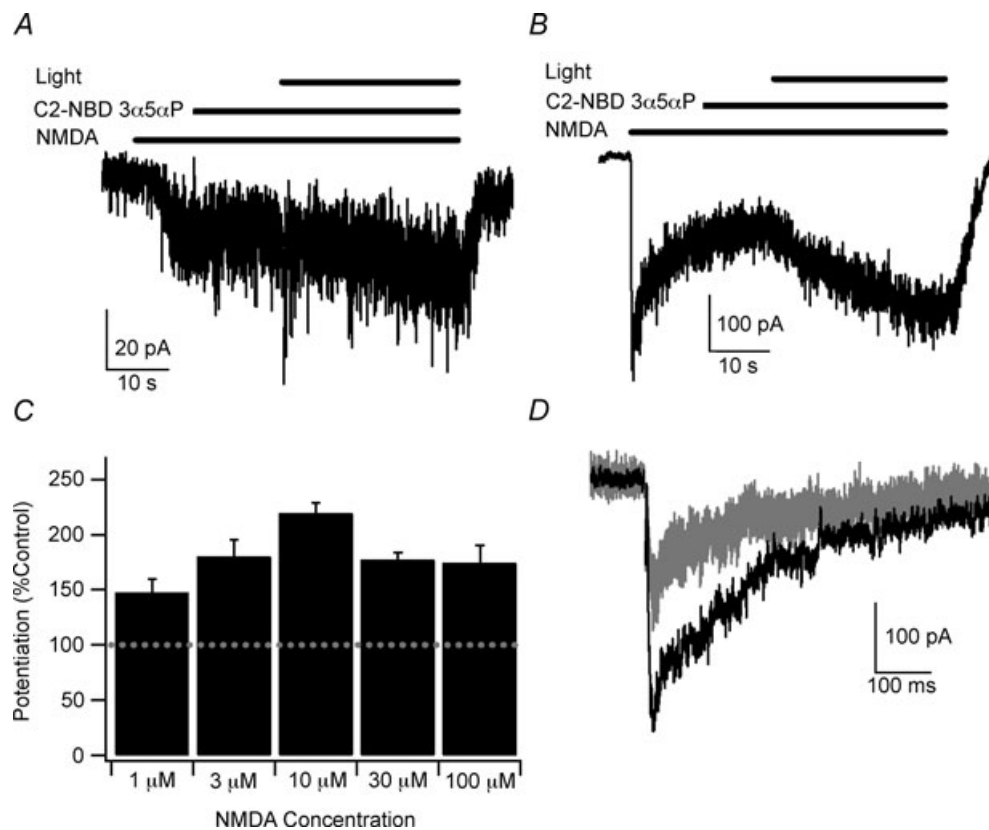 A
Light
C2-NBD 3α5αP
NMDA
20 pA
10 s
B
Light
C2-NBD 3α5αP
NMDA
100 pA
10 s
C
Potentiation (%Control)
250
200
150
100
50
0
1 μM 3 μM 10 μM 30 μM 100 μM
NMDA Concentration
D
100 pA
100 ms